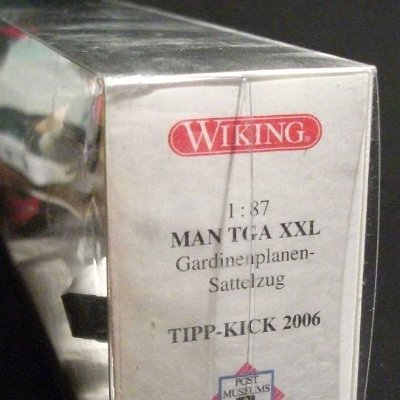 WIKING®
1:87
MAN TGA XXL
Gardinenplanen-
Sattelzug
TIPP-KICK 2006
POST
MUSEUMS